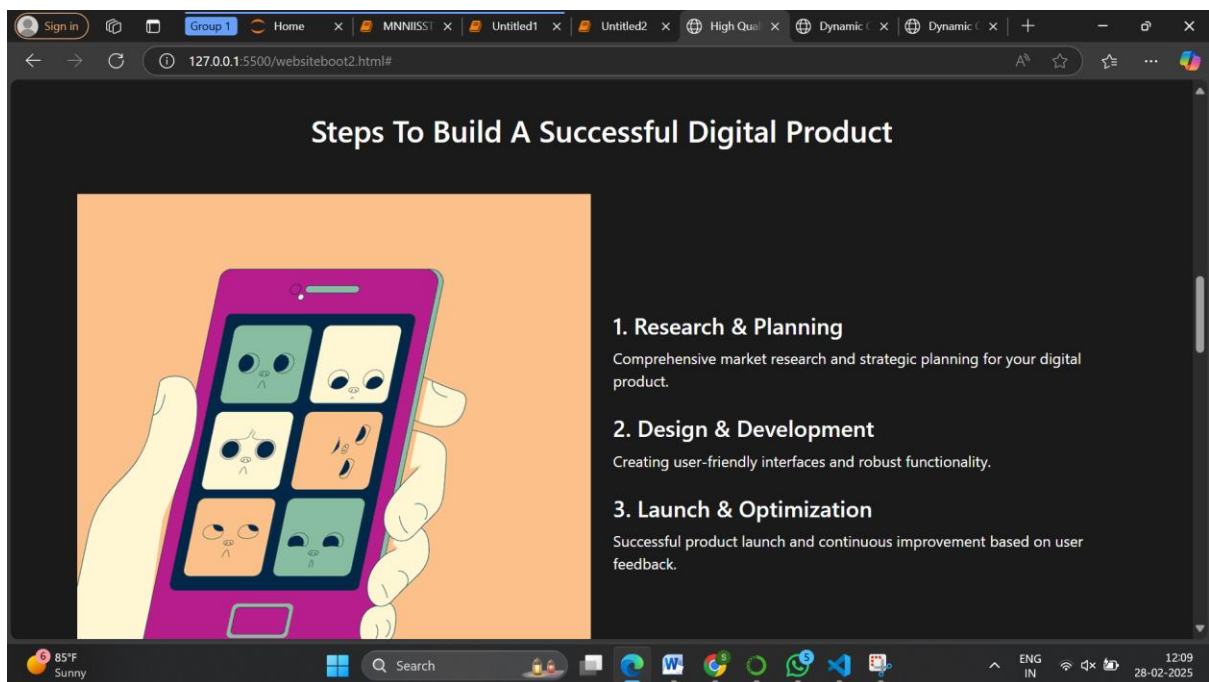 Sign in
Group 1
Home
MNNIISST
Untitled1
Untitled2
High Qual
Dynamic C
Dynamic C
127.0.0.1:5500/websiteboot2.html#
Steps To Build A Successful Digital Product
1. Research & Planning
Comprehensive market research and strategic planning for your digital
product.
2. Design & Development
Creating user-friendly interfaces and robust functionality.
3. Launch & Optimization
Successful product launch and continuous improvement based on user
feedback.
6
85°F
Sunny
Search
W
S
5
ENG
IN
12:09
28-02-2025